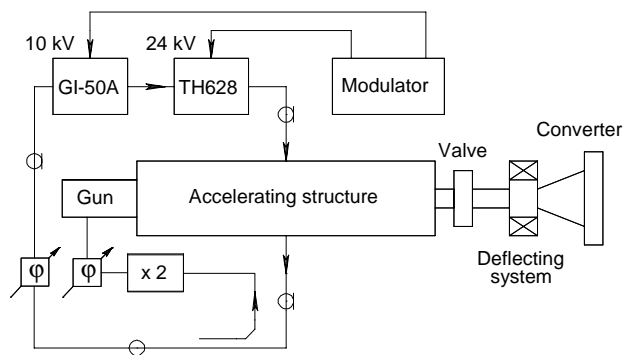 10 kV
24 kV
GI-50A
TH628
Modulator
Converter
Valve
Gun
Accelerating structure
Deflecting
system
φ
φ
x 2